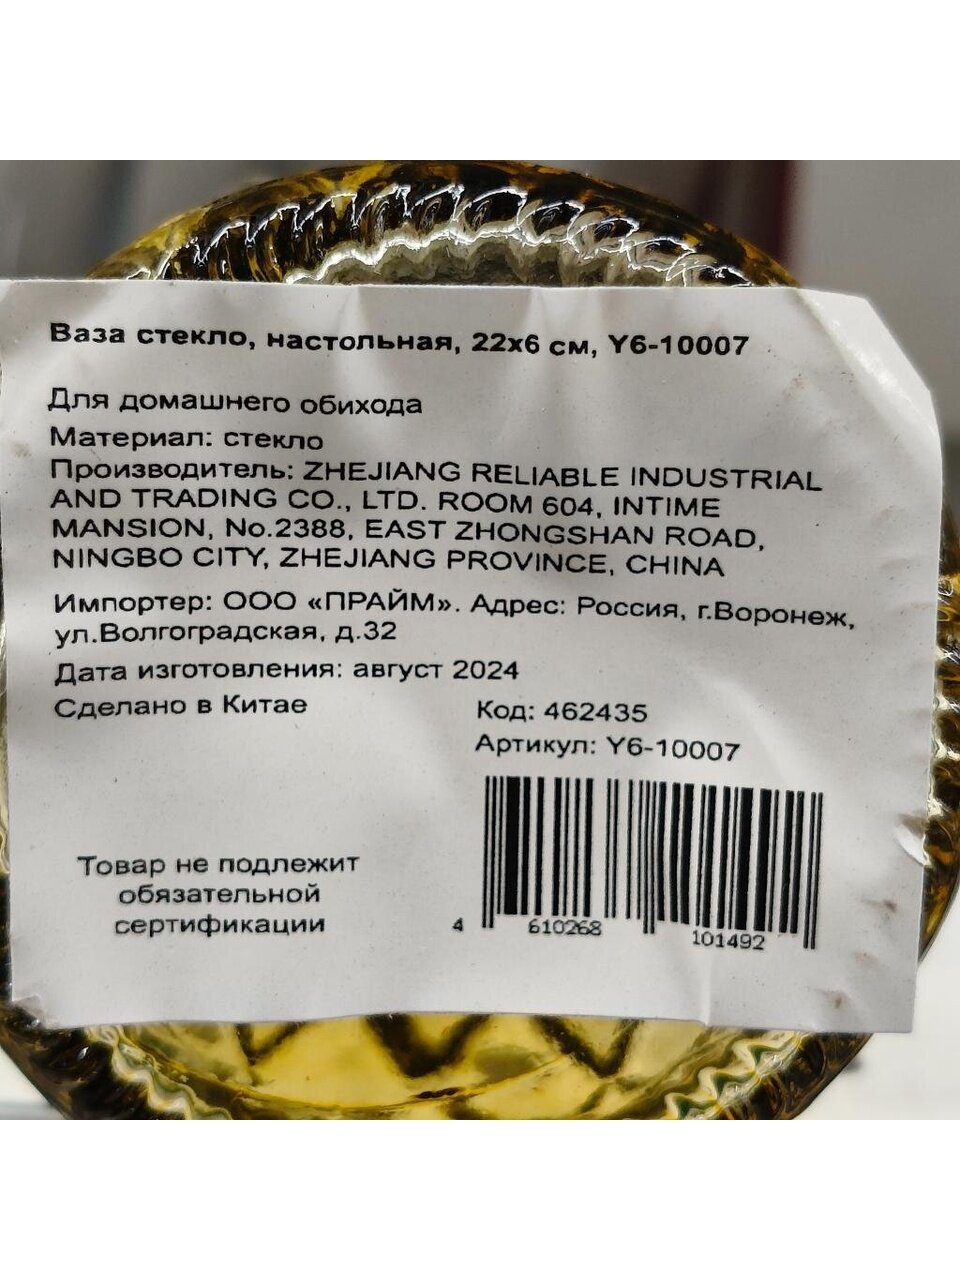 Ваза стекло, настольная, 22х6 см, Y6-10007
Для домашнего обихода
Материал: стекло
Производитель: ZHEJIANG RELIABLE INDUSTRIAL
AND TRADING CO., LTD. ROOM 604, INTIME
MANSION, No.2388, EAST ZHONGSHAN ROAD,
NINGBO CITY, ZHEJIANG PROVINCE, CHINA
Импортер: ООО «ПРАЙМ». Адрес: Россия, г.Воронеж,
ул.Волгоградская, д.32
Дата изготовления: август 2024
Сделано в Китае
Код: 462435
Артикул: Y6-10007
Товар не подлежит
обязательной
сертификации
4 610268 101492